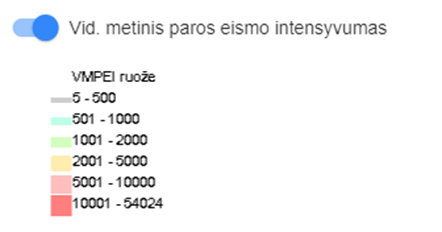 Vid. metinis paros eismo intensyvumas
VMPEI ruože
5 - 500
501 - 1000
1001 - 2000
2001 - 5000
5001 - 10000
10001 - 54024